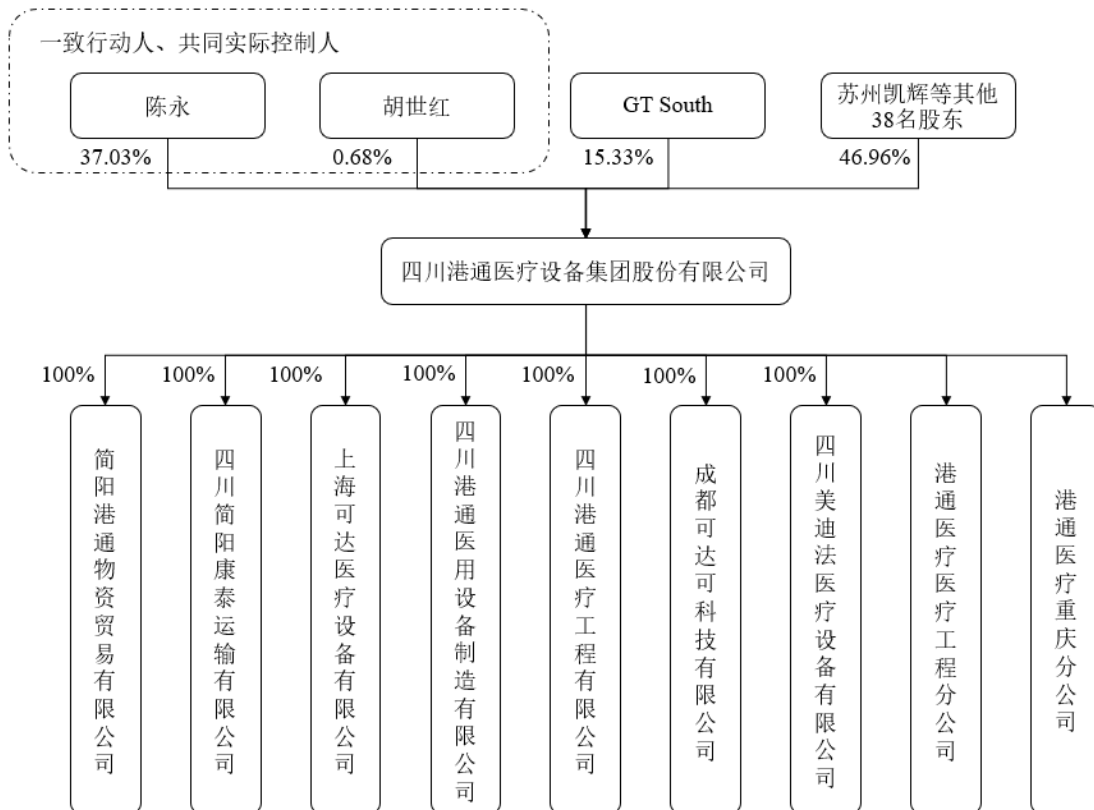 一致行动人、共同实际控制人
陈永
胡世红
GT South
苏州凯辉等其他
38名股东
37.03%
0.68%
15.33%
46.96%
四川港通医疗设备集团股份有限公司
100%
100%
100%
100%
100%
100%
100%
简阳港通物资贸易有限公司
四川简阳康泰运输有限公司
上海可达医疗设备有限公司
四川港通医用设备制造有限公司
四川港通医疗工程有限公司
成都可达可科技有限公司
四川美迪法医疗设备有限公司
港通医疗医疗工程分公司
港通医疗重庆分公司